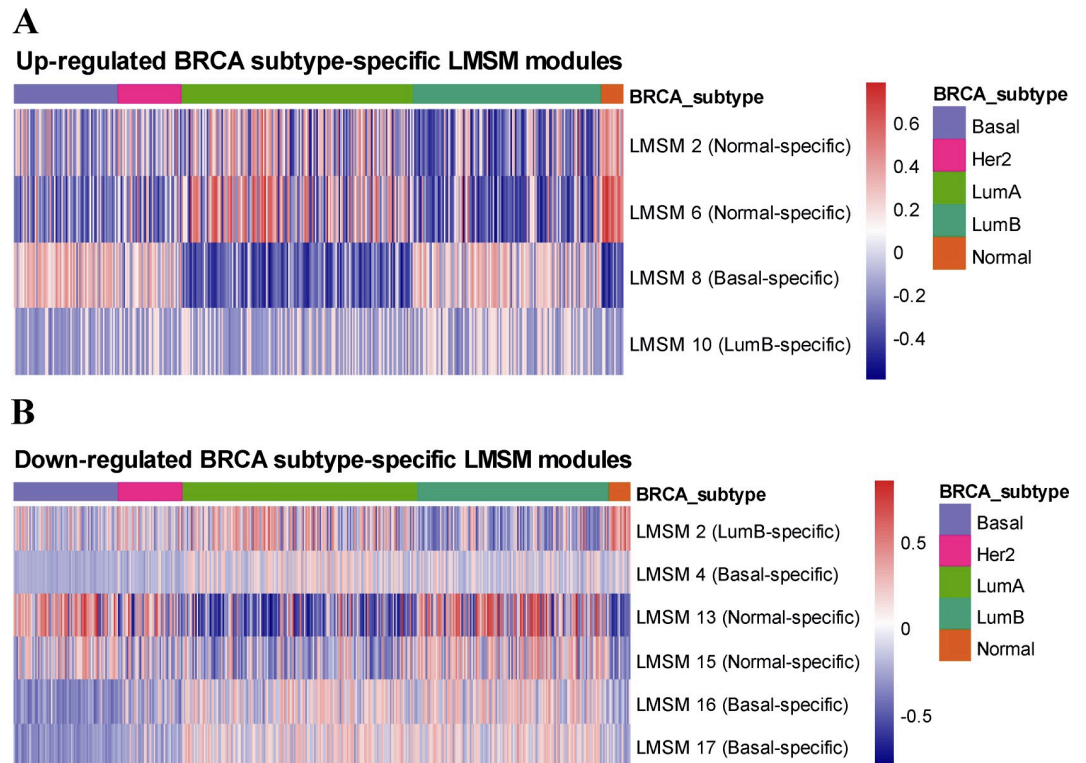 A
Up-regulated BRCA subtype-specific LMSM modules
BRCA_subtype
LMSM 2 (Normal-specific)
LMSM 6 (Normal-specific)
LMSM 8 (Basal-specific)
LMSM 10 (LumB-specific)
0.6
0.4
0.2
0
-0.2
-0.4
BRCA_subtype
Basal
Her2
LumA
LumB
Normal
B
Down-regulated BRCA subtype-specific LMSM modules
BRCA_subtype
LMSM 2 (LumB-specific)
LMSM 4 (Basal-specific)
LMSM 13 (Normal-specific)
LMSM 15 (Normal-specific)
LMSM 16 (Basal-specific)
LMSM 17 (Basal-specific)
0.5
0
-0.5
BRCA_subtype
Basal
Her2
LumA
LumB
Normal